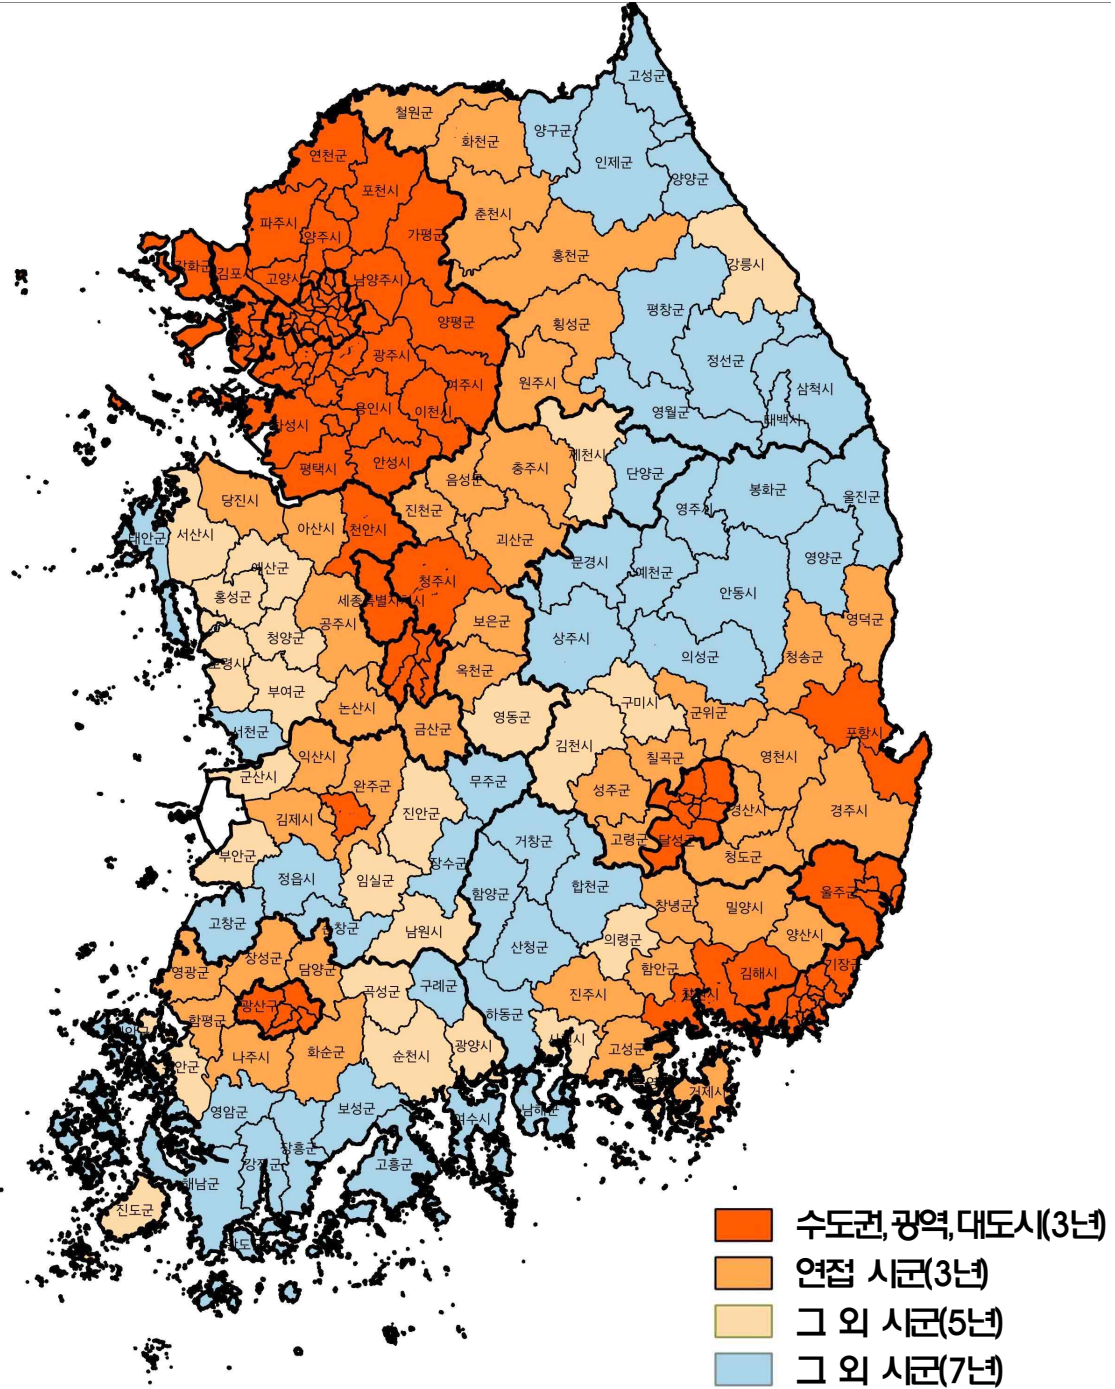 고성군
철원군
화천군
양구군
인제군
연천군
포천시
양양군
춘천시
파주시
양주시
가평군
홍천군
강릉시
강화군
김포시
고양시
남양주시
평창군
양평군
횡성군
광주시
정선군
여주시
원주시
삼척시
용인시
이천시
영월군
태백시
화성시
제천시
평택시
안성시
충주시
음성군
단양군
봉화군
울진군
당진시
진천군
영주시
아산시
천안시
서산시
괴산군
태안군
문경시
예천군
영양군
예산군
청주시
안동시
홍성군
세종특별자치시
공주시
보은군
영덕군
청양군
상주시
의성군
청송군
보령시
옥천군
부여군
논산시
구미시
군위군
서천군
금산군
영동군
포항시
김천시
익산시
칠곡군
영천시
군산시
완주군
무주군
성주군
진안군
경산시
경주시
김제시
거창군
고령군
달성군
부안군
장수군
청도군
정읍시
임실군
함양군
합천군
울주군
창녕군
밀양시
고창군
순창군
남원시
산청군
의령군
양산시
영광군
장성군
담양군
함안군
김해시
기장군
곡성군
구례군
진주시
창원시
광산구
함평군
하동군
나주시
화순군
순천시
광양시
사천시
고성군
거제시
영암군
보성군
여수시
남해군
장흥군
강진군
고흥군
해남군
진도군
수도권, 광역, 대도시(3년)
연접 시군(3년)
그 외 시군(5년)
그 외 시군(7년)